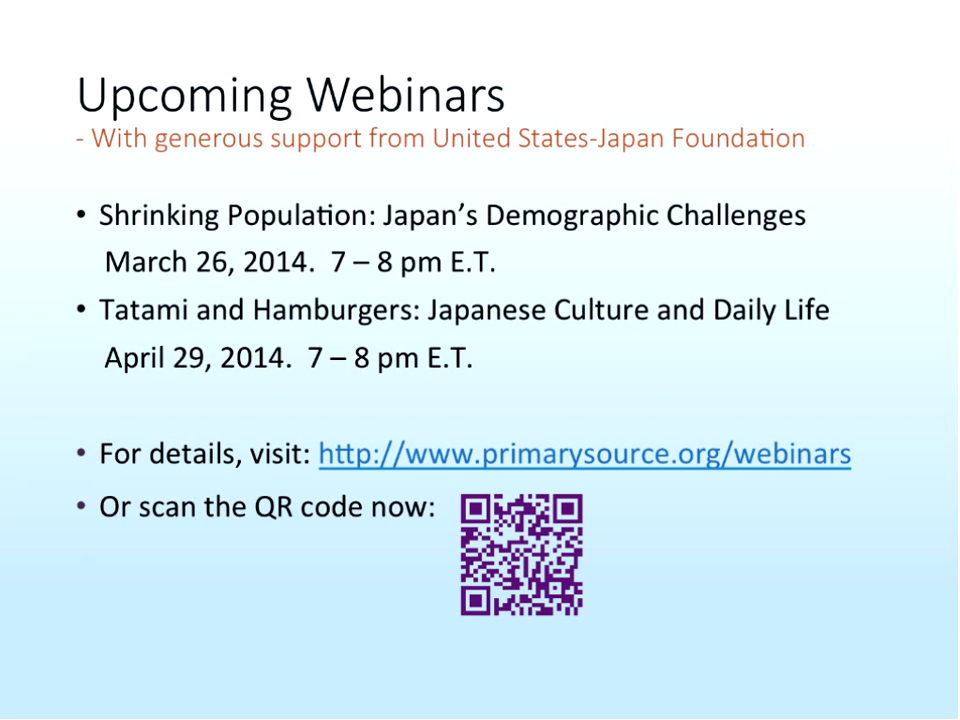 Upcoming Webinars
- With generous support from United States-Japan Foundation
• Shrinking Population: Japan’s Demographic Challenges
March 26, 2014.  7 – 8 pm E.T.
• Tatami and Hamburgers: Japanese Culture and Daily Life
April 29, 2014.  7 – 8 pm E.T.
• For details, visit: http://www.primarysource.org/webinars
• Or scan the QR code now: